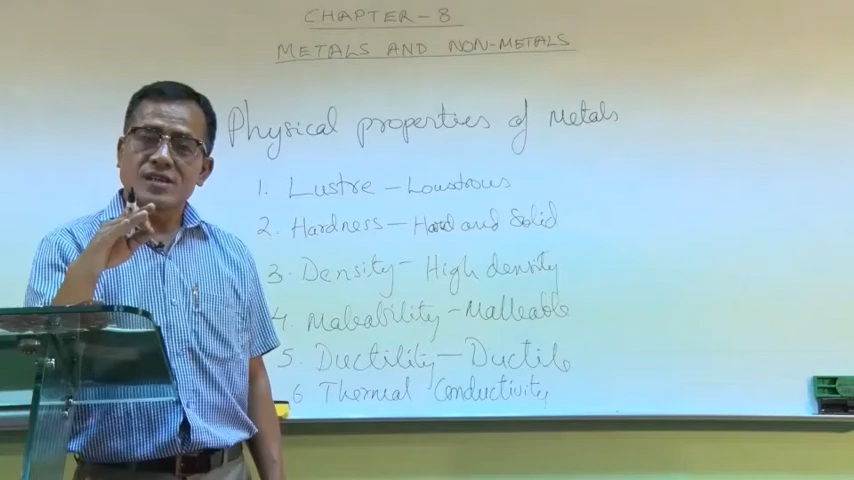 CHAPTER-8
METALS AND NON-METALS
Physical properties of Metals
1. Lustre - Loustrous
2. Hardness - Hard and Solid
3. Density - High density
4. Maleability - Malleable
5. Ductility - Ductile
6 Thermal Conductivity